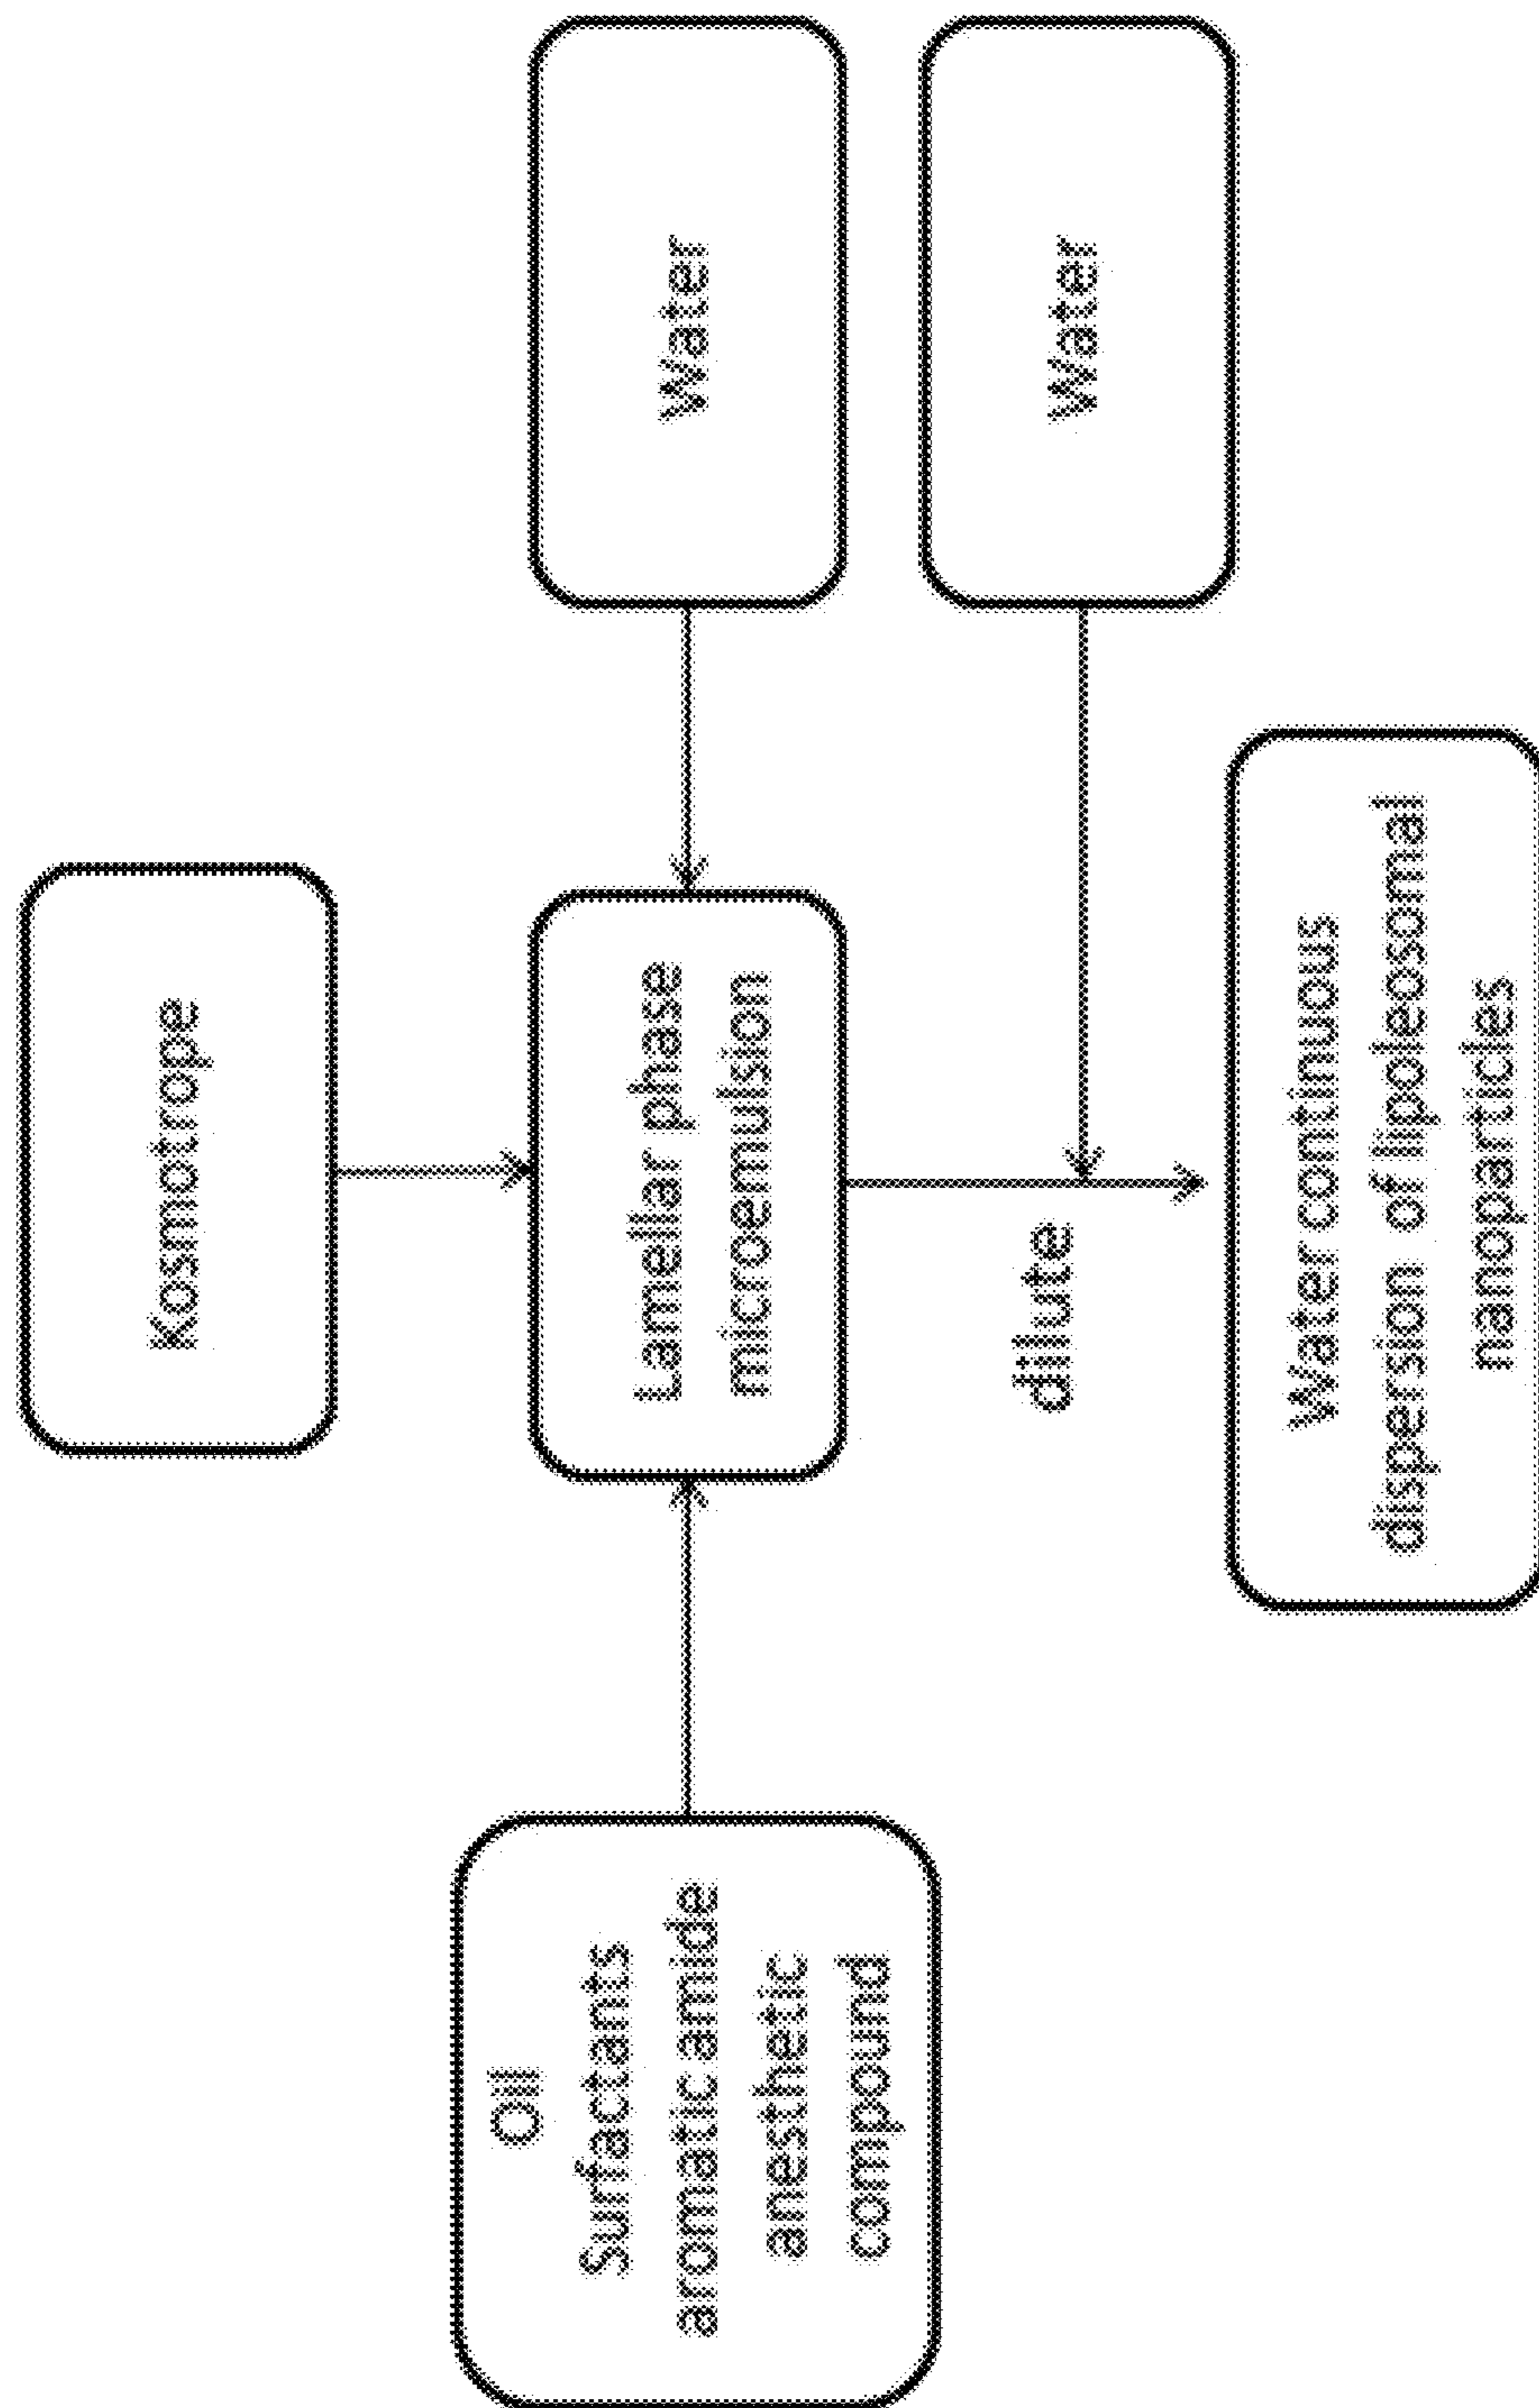 Kosmotrope
Oil
Surfactants
aromatic amide
anesthetic
compound
Lamellar phase
microemulsion
Water
dilute
Water
Water continuous
dispersion of lipoleosomal
nanoparticles